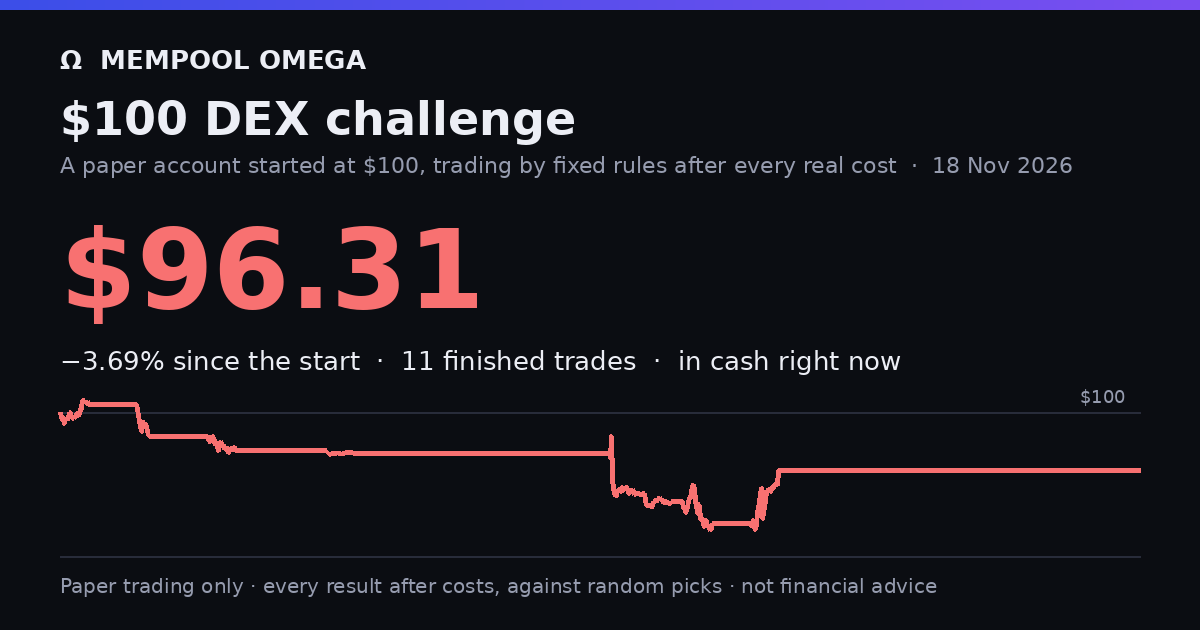 Ω MEMPOOL OMEGA
$100 DEX challenge
A paper account started at $100, trading by fixed rules after every real cost · 18 Nov 2026
$96.31
−3.69% since the start · 11 finished trades · in cash right now
$100
Paper trading only · every result after costs, against random picks · not financial advice